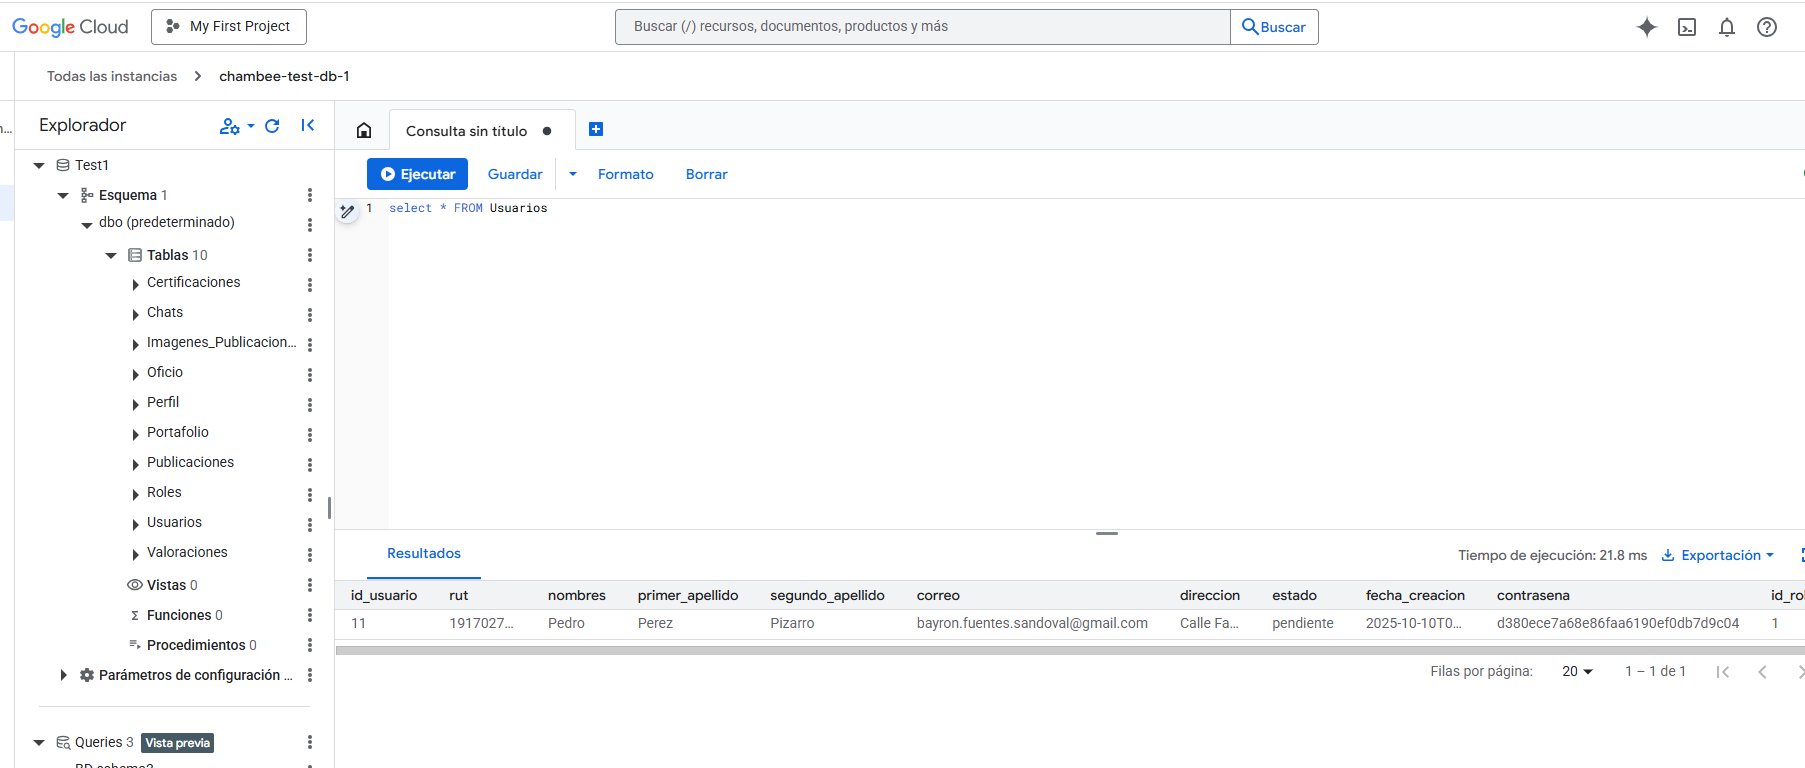 Google Cloud
My First Project
Buscar (/) recursos, documentos, productos y más
Buscar
Todas las instancias
chambee-test-db-1
Explorador
Test1
Esquema 1
dbo (predeterminado)
Tablas 10
Certificaciones
Chats
Imagenes_Publicacion...
Oficio
Perfil
Portafolio
Publicaciones
Roles
Usuarios
Valoraciones
Vistas 0
Funciones 0
Procedimientos 0
Parámetros de configuración ...
Queries 3 Vista previa
Consulta sin título
Ejecutar Guardar Formato Borrar
1 select * FROM Usuarios
Resultados
Tiempo de ejecución: 21.8 ms Exportación
id_usuario rut nombres primer_apellido segundo_apellido correo direccion estado fecha_creacion contrasena id_rol
11 1917027... Pedro Perez Pizarro bayron.fuentes.sandoval@gmail.com Calle Fa... pendiente 2025-10-10T0... d380ece7a68e86faa6190ef0db7d9c04 1
Filas por página: 20 1 – 1 de 1